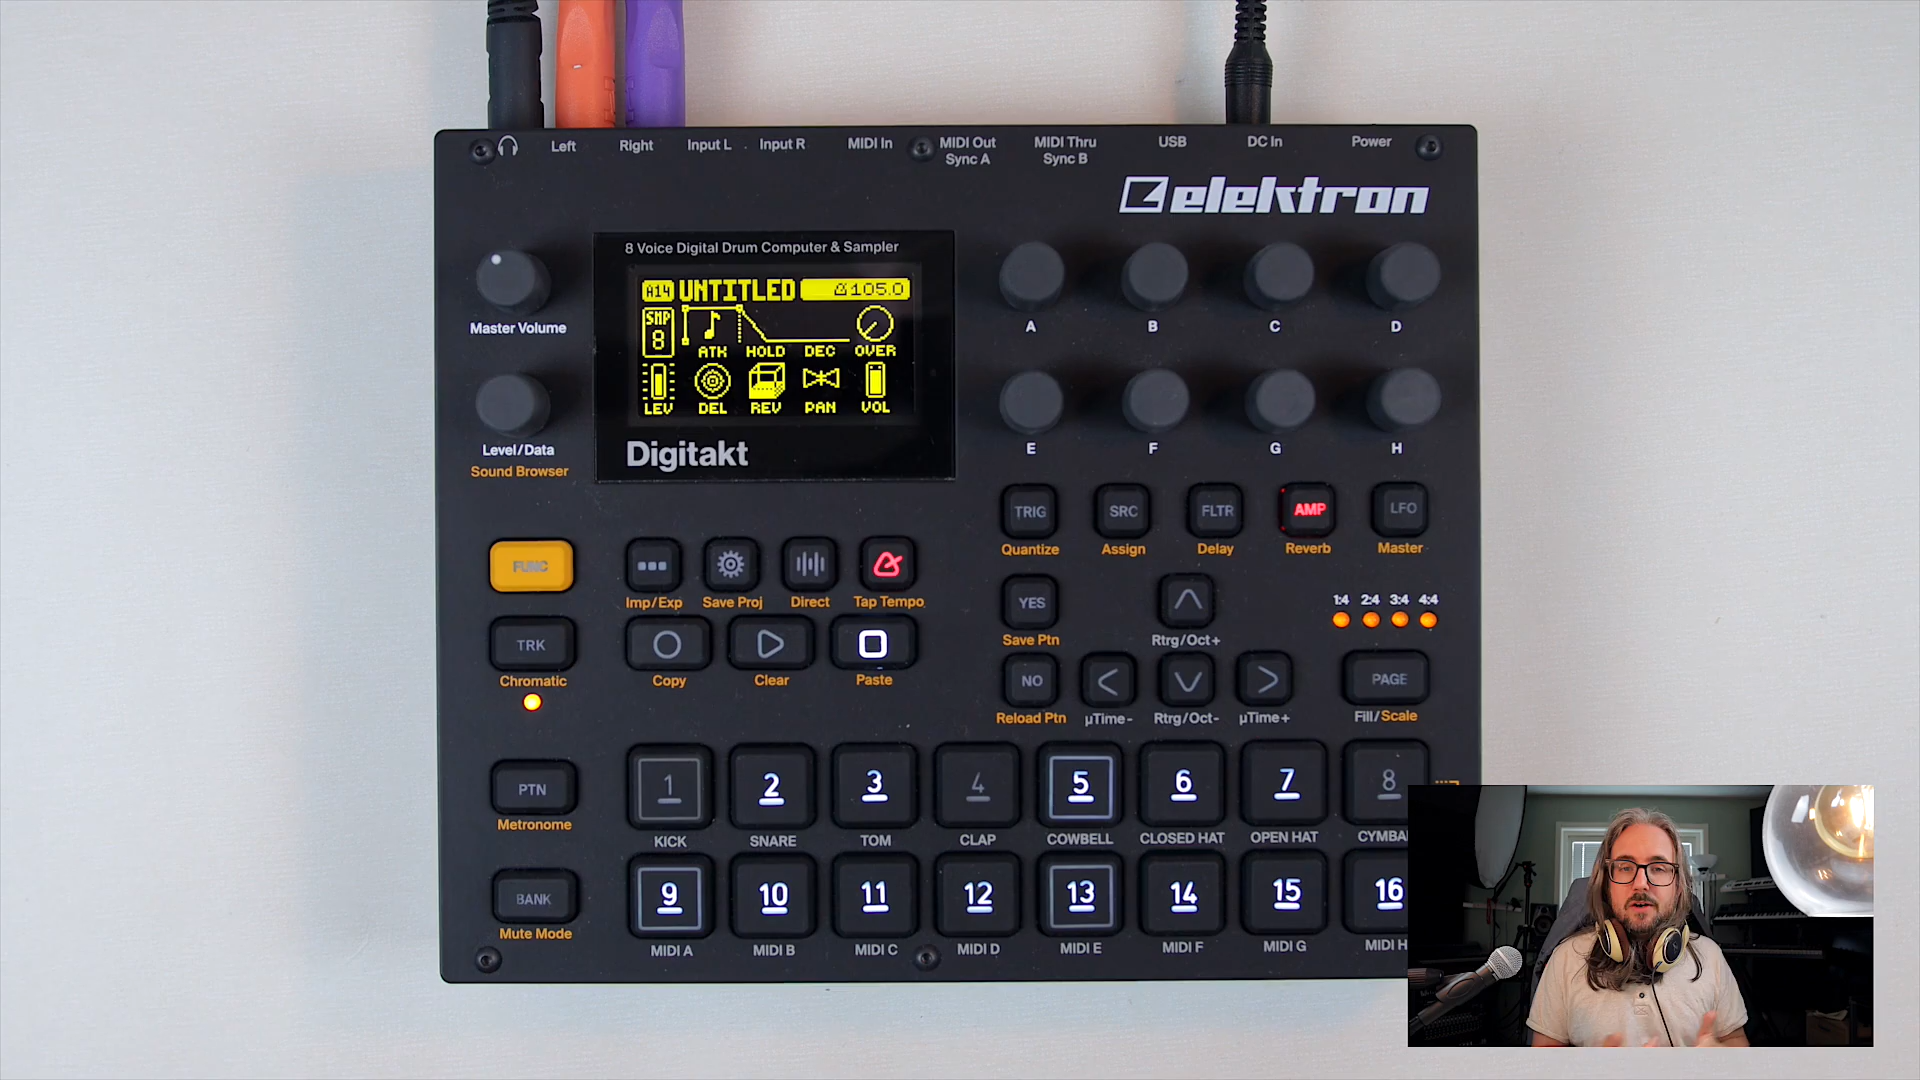 Left Right Input L Input R MIDI In MIDI Out MIDI Thru USB DC In Power
Sync A Sync B
elektron
8 Voice Digital Drum Computer & Sampler
A14 UNTITLED 105.0
SMP
8
ATK HOLD DEC OVER
LEV DEL REV PAN VOL
Digitakt
Master Volume
Level/Data
Sound Browser
A B C D
E F G H
TRIG SRC FLTR AMP LFO
Quantize Assign Delay Reverb Master
FUNC
Imp/Exp Save Proj Direct Tap Tempo
TRK
Chromatic
Copy Clear Paste
YES
Save Ptn
Rtrg/Oct+
1:4 2:4 3:4 4:4
NO
PAGE
Reload Ptn µTime- Rtrg/Oct- µTime+ Fill/Scale
PTN
Metronome
1 2 3 4 5 6 7 8
KICK SNARE TOM CLAP COWBELL CLOSED HAT OPEN HAT CYMBA
BANK
Mute Mode
9 10 11 12 13 14 15 16
MIDI A MIDI B MIDI C MIDI D MIDI E MIDI F MIDI G MIDI H